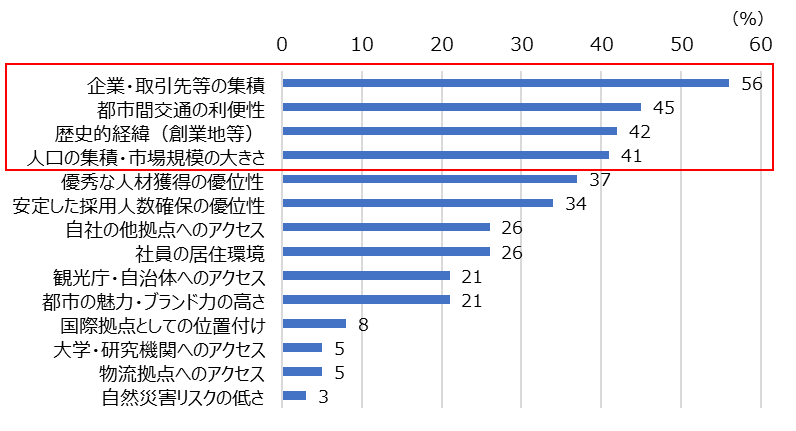 （%）
0 10 20 30 40 50 60
企業・取引先等の集積 56
都市間交通の利便性 45
歴史的経緯（創業地等） 42
人口の集積・市場規模の大きさ 41
優秀な人材獲得の優位性 37
安定した採用人数確保の優位性 34
自社の他拠点へのアクセス 26
社員の居住環境 26
観光庁・自治体へのアクセス 21
都市の魅力・ブランド力の高さ 21
国際拠点としての位置付け 8
大学・研究機関へのアクセス 5
物流拠点へのアクセス 5
自然災害リスクの低さ 3